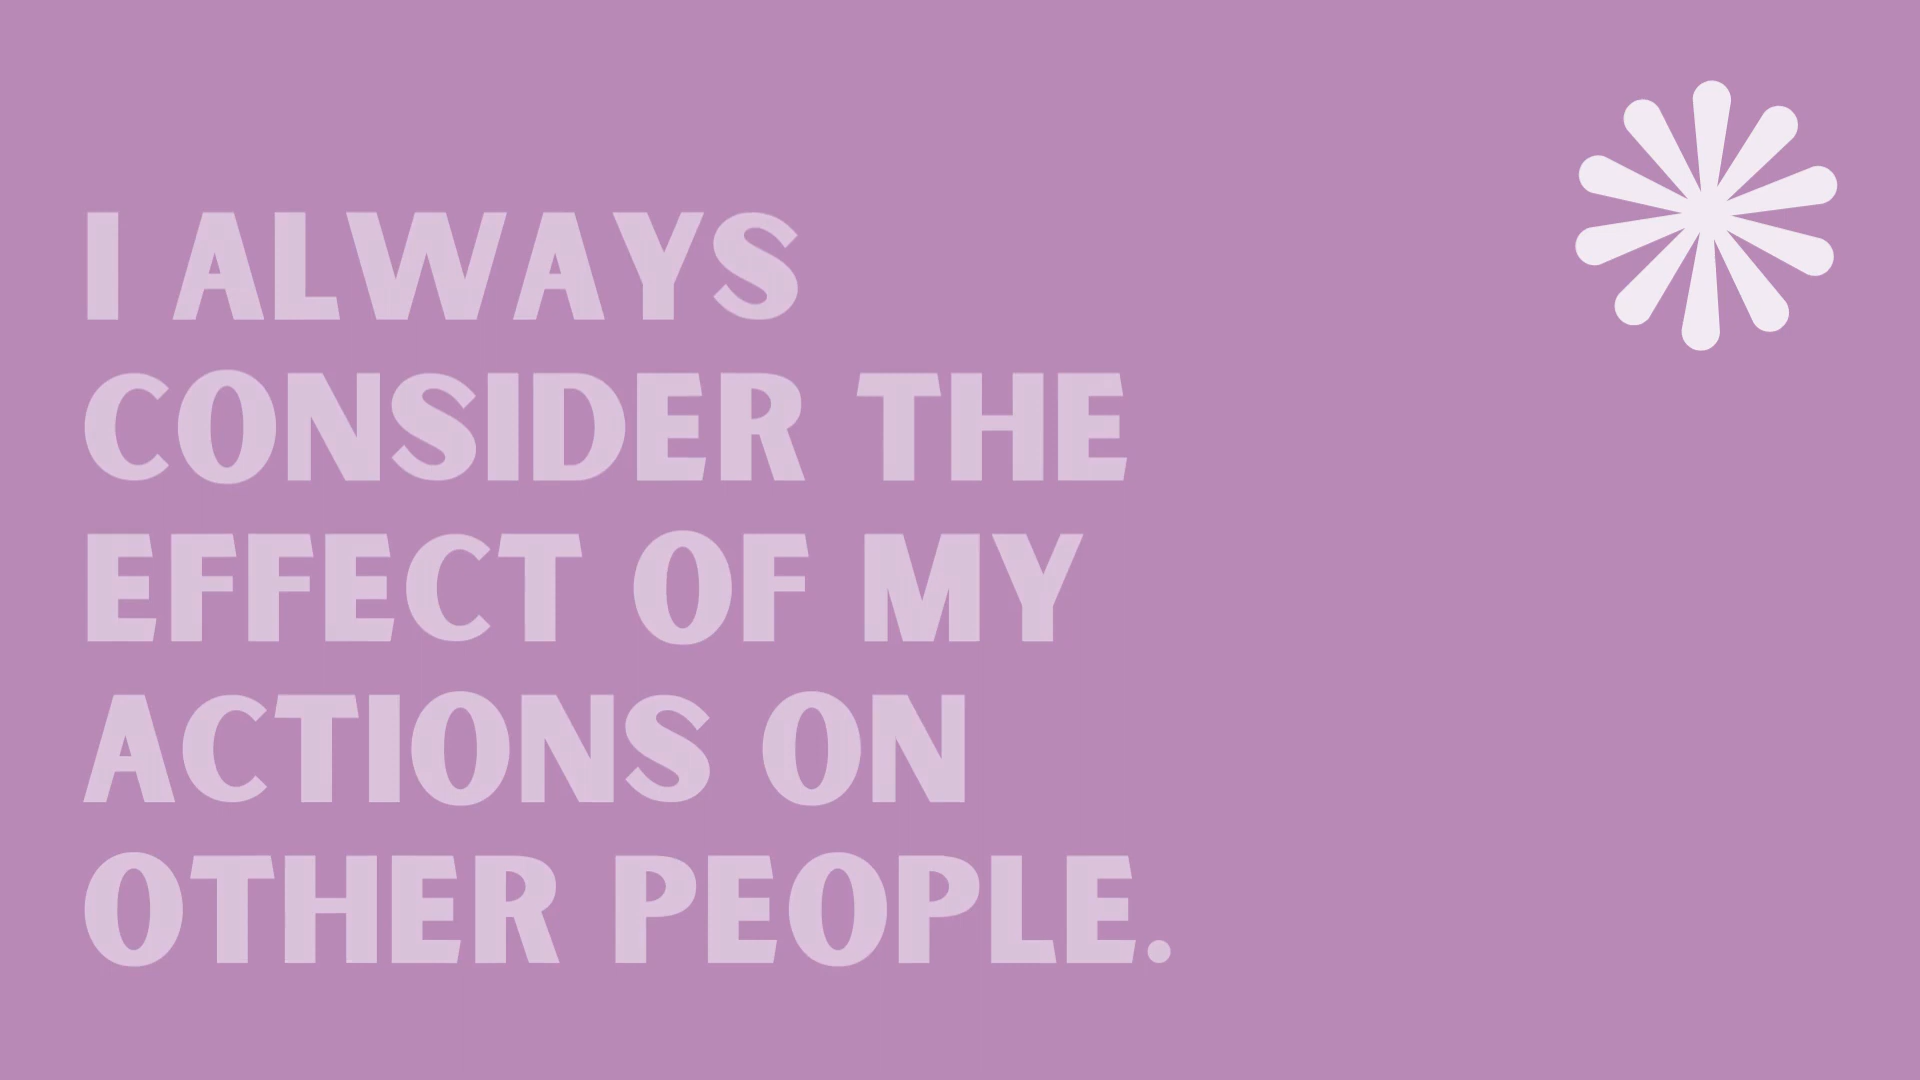 I ALWAYS
CONSIDER THE
EFFECT OF MY
ACTIONS ON
OTHER PEOPLE.